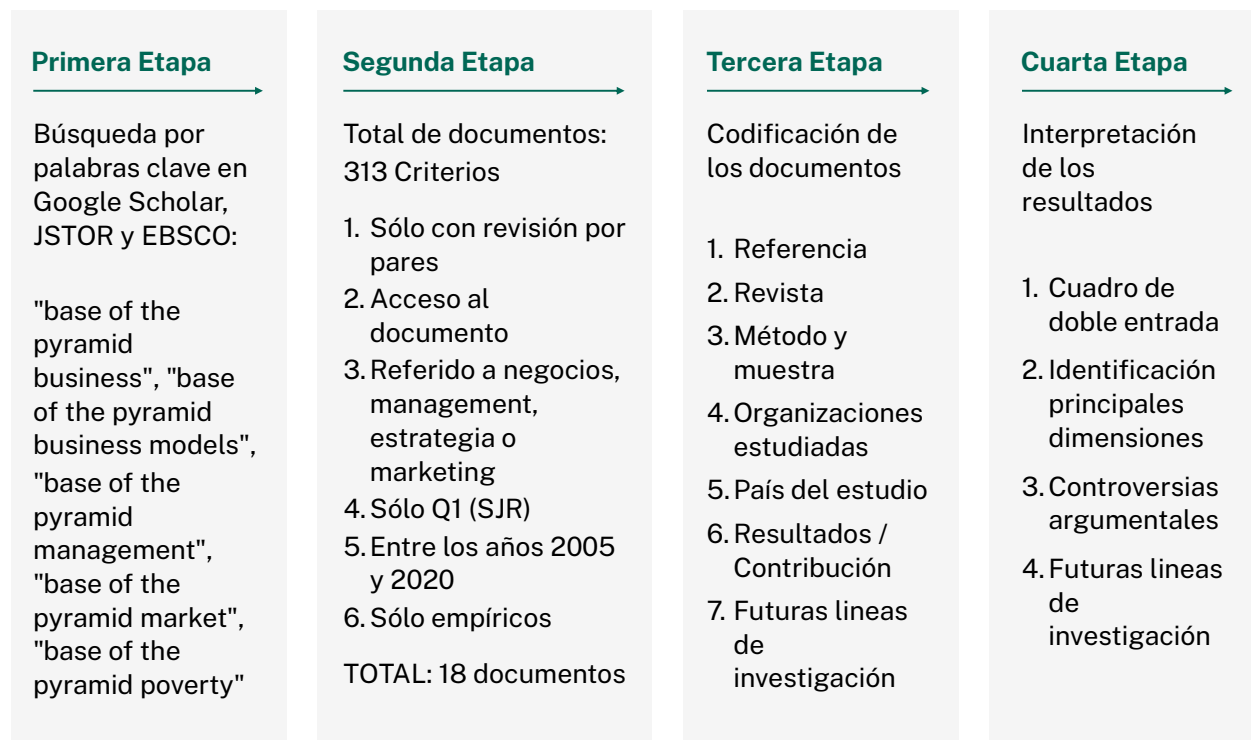 Primera Etapa
Búsqueda por
palabras clave en
Google Scholar,
JSTOR y EBSCO:
"base of the
pyramid
business", "base
of the pyramid
business models",
"base of the
pyramid
management",
"base of the
pyramid market",
"base of the
pyramid poverty"
Segunda Etapa
Total de documentos:
313 Criterios
1. Sólo con revisión por
pares
2. Acceso al
documento
3. Referido a negocios,
management,
estrategia o
marketing
4. Sólo Q1 (SJR)
5. Entre los años 2005
y 2020
6. Sólo empíricos
TOTAL: 18 documentos
Tercera Etapa
Codificación de
los documentos
1. Referencia
2. Revista
3. Método y
muestra
4. Organizaciones
estudiadas
5. País del estudio
6. Resultados /
Contribución
7. Futuras lineas
de
investigación
Cuarta Etapa
Interpretación
de los
resultados
1. Cuadro de
doble entrada
2. Identificación
principales
dimensiones
3. Controversias
argumentales
4. Futuras lineas
de
investigación